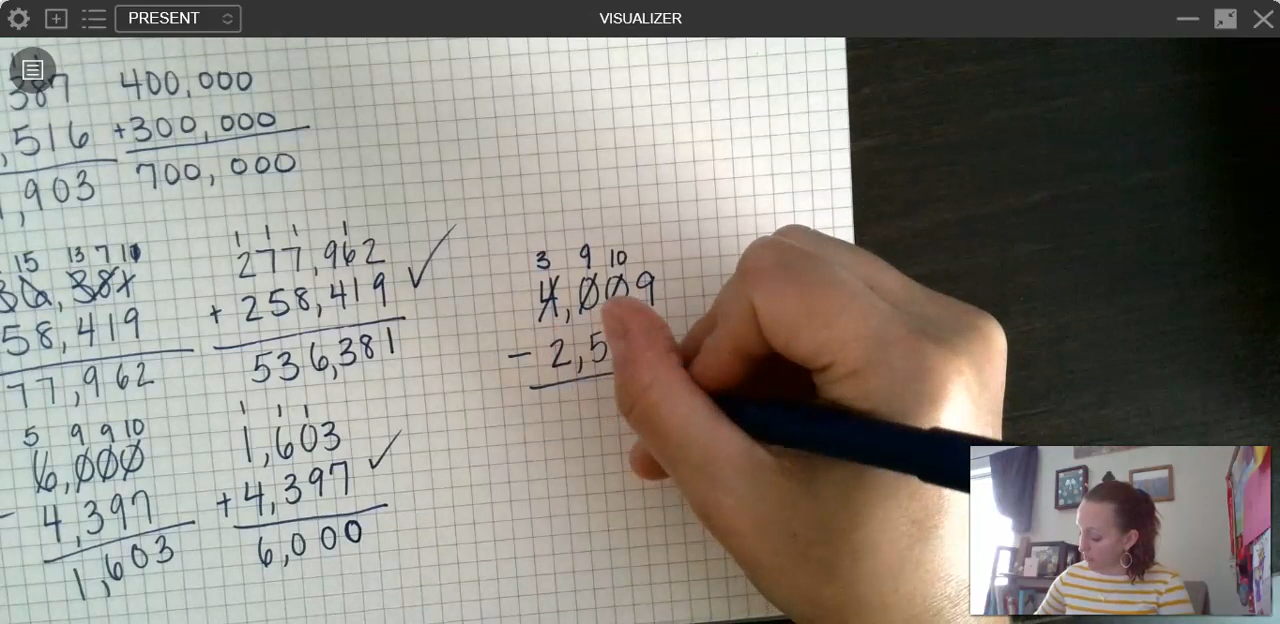 PRESENT VISUALIZER
387 400,000
,516 +300,000
,903 700,000
1 1 1 1
15 13 7 10 277,962 ✓ 3 9 10
+ 258,419 4,009
58,419 536,381 - 2,5
77,962
5 9 9 10 1 1 1
6,000 1,603 ✓
- 4,397 + 4,397
1,603 6,000